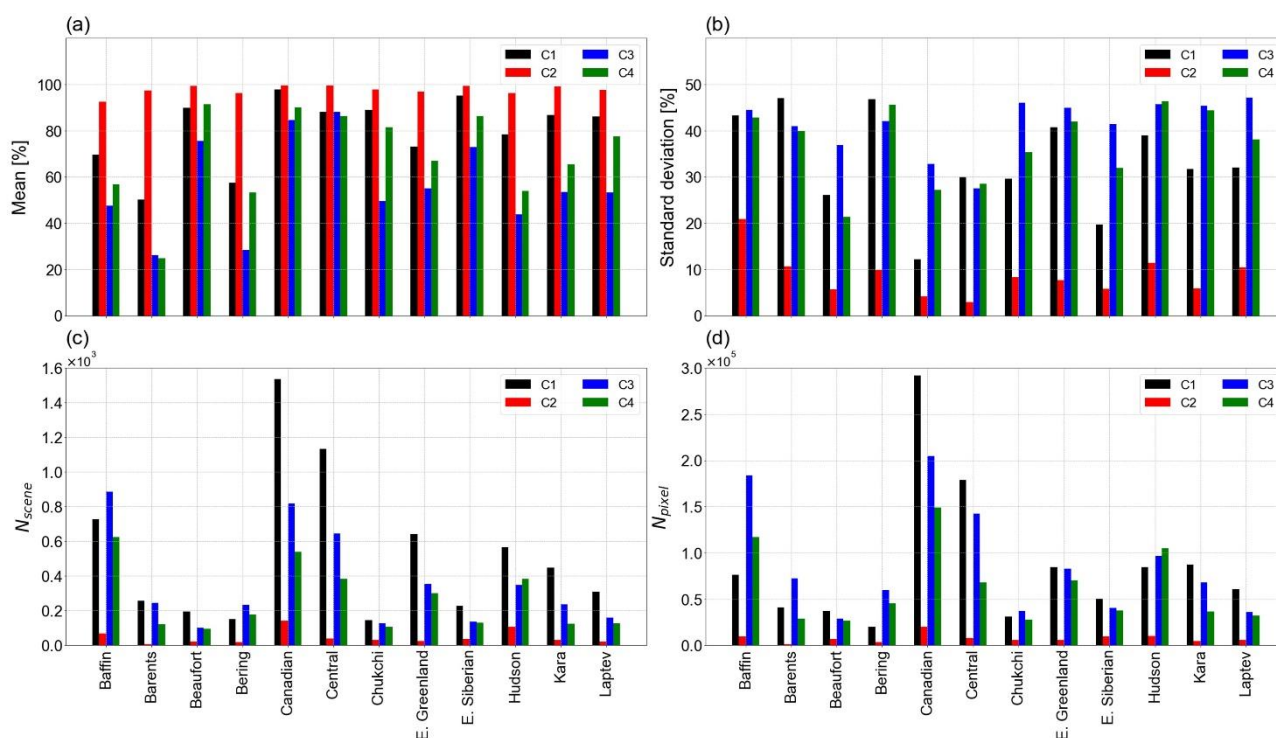 (a)
C1
C3
C2
C4
100
80
60
40
20
0
Mean [%]
(b)
C1
C3
C2
C4
50
40
30
20
10
0
Standard deviation [%]
(c)
×10³
C1
C3
C2
C4
1.6
1.4
1.2
1.0
0.8
0.6
0.4
0.2
0.0
Nscene
Baffin
Barents
Beaufort
Bering
Canadian
Central
Chukchi
E. Greenland
E. Siberian
Hudson
Kara
Laptev
(d)
×10⁵
C1
C3
C2
C4
3.0
2.5
2.0
1.5
1.0
0.5
0.0
Npixel
Baffin
Barents
Beaufort
Bering
Canadian
Central
Chukchi
E. Greenland
E. Siberian
Hudson
Kara
Laptev